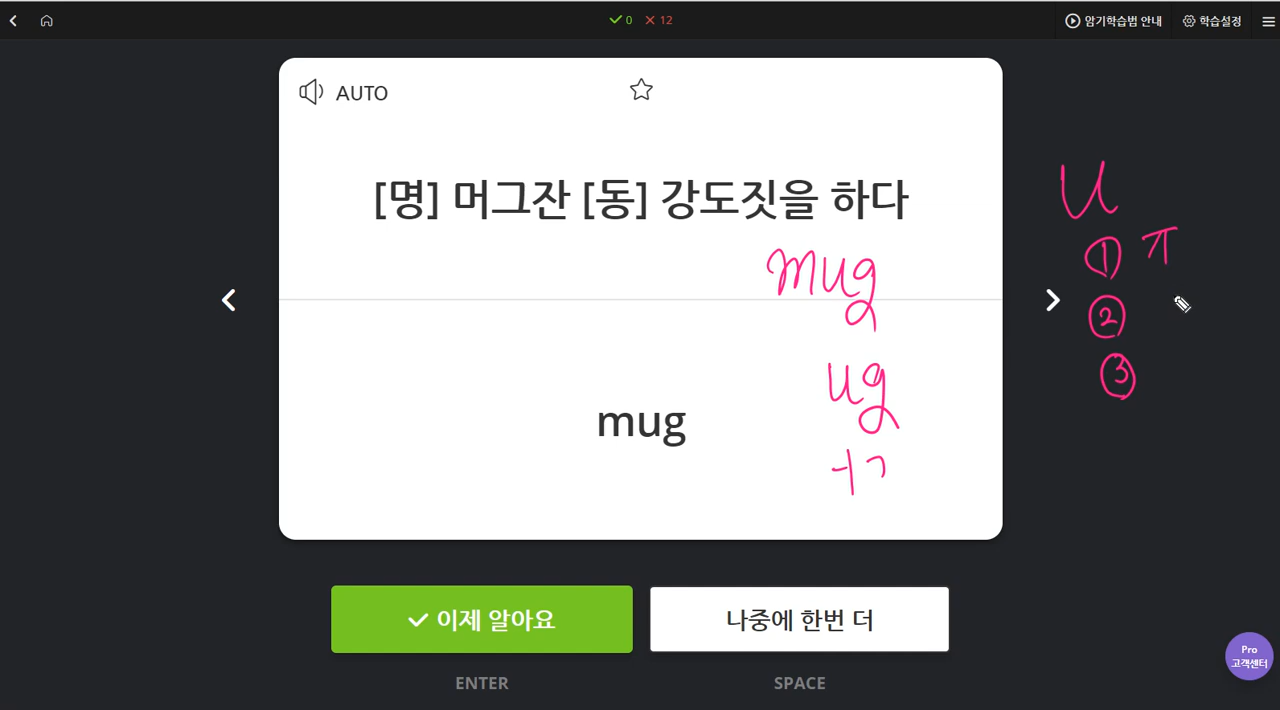 0 12 암기학습법 안내 학습설정
AUTO
[명] 머그잔 [동] 강도짓을 하다
mug
ug
ㅓㄱ
mug
U
① ㅠ
②
③
이제 알아요
나중에 한번 더
ENTER
SPACE
Pro
고객센터